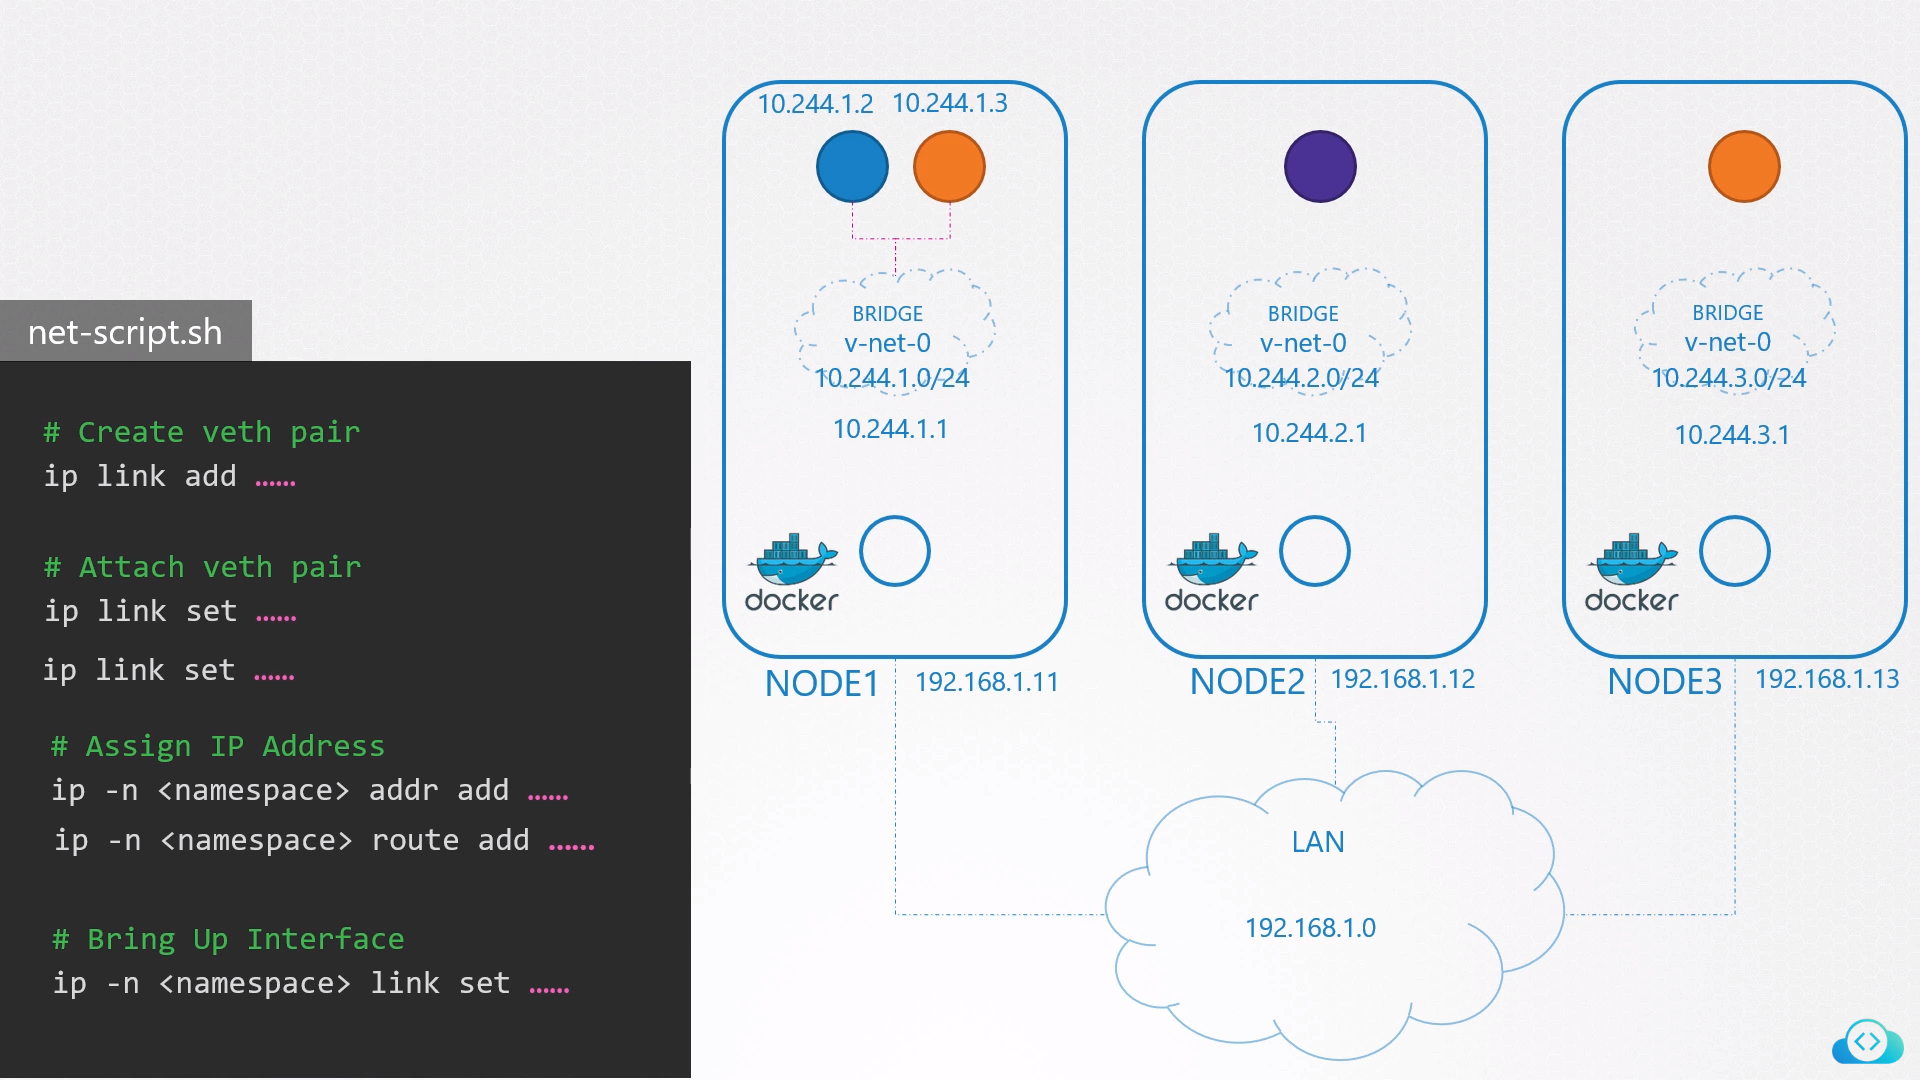 net-script.sh
# Create veth pair
ip link add ……
# Attach veth pair
ip link set ……
ip link set ……
# Assign IP Address
ip -n <namespace> addr add ……
ip -n <namespace> route add ……
# Bring Up Interface
ip -n <namespace> link set ……
10.244.1.2 10.244.1.3
BRIDGE
v-net-0
10.244.1.0/24
10.244.1.1
docker
NODE1 192.168.1.11
BRIDGE
v-net-0
10.244.2.0/24
10.244.2.1
docker
NODE2 192.168.1.12
BRIDGE
v-net-0
10.244.3.0/24
10.244.3.1
docker
NODE3 192.168.1.13
LAN
192.168.1.0